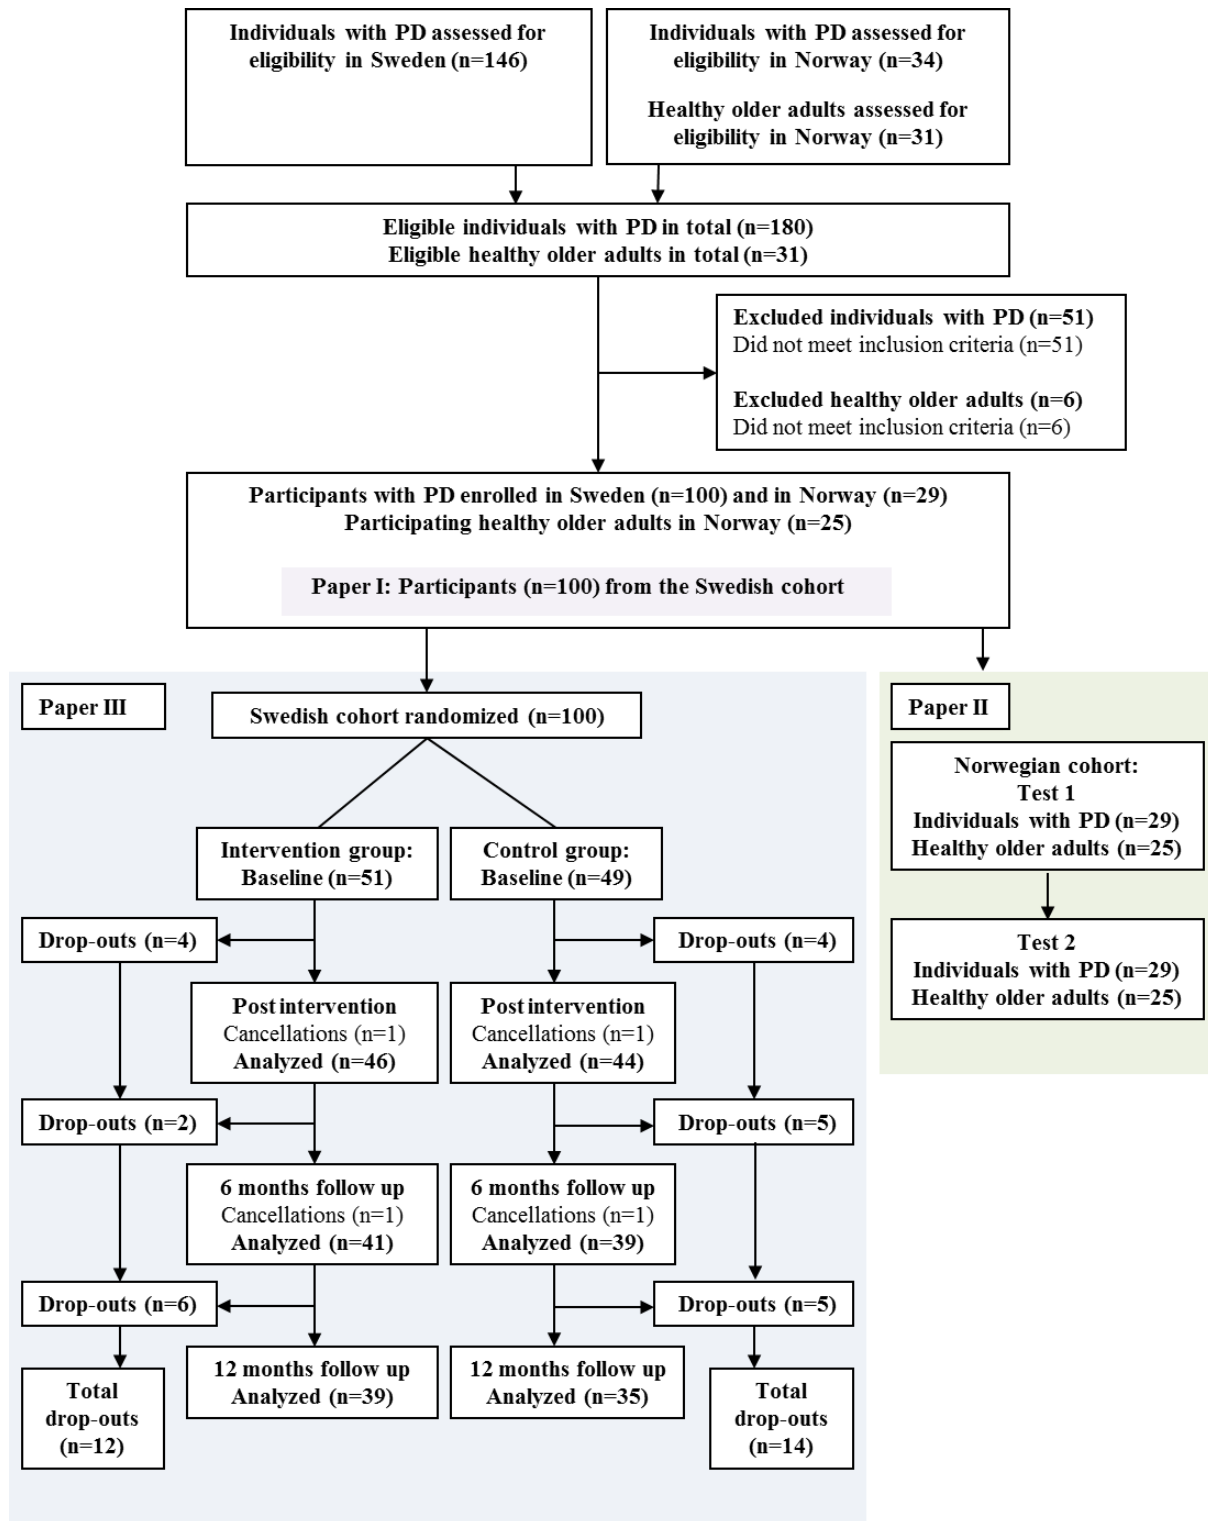 Individuals with PD assessed for
eligibility in Sweden (n=146)
Individuals with PD assessed for
eligibility in Norway (n=34)
Healthy older adults assessed for
eligibility in Norway (n=31)
Eligible individuals with PD in total (n=180)
Eligible healthy older adults in total (n=31)
Excluded individuals with PD (n=51)
Did not meet inclusion criteria (n=51)
Excluded healthy older adults (n=6)
Did not meet inclusion criteria (n=6)
Participants with PD enrolled in Sweden (n=100) and in Norway (n=29)
Participating healthy older adults in Norway (n=25)
Paper I: Participants (n=100) from the Swedish cohort
Paper III
Swedish cohort randomized (n=100)
Intervention group:
Baseline (n=51)
Control group:
Baseline (n=49)
Drop-outs (n=4)
Drop-outs (n=4)
Post intervention
Cancellations (n=1)
Analyzed (n=46)
Post intervention
Cancellations (n=1)
Analyzed (n=44)
Drop-outs (n=2)
Drop-outs (n=5)
6 months follow up
Cancellations (n=1)
Analyzed (n=41)
6 months follow up
Cancellations (n=1)
Analyzed (n=39)
Drop-outs (n=6)
Drop-outs (n=5)
12 months follow up
Analyzed (n=39)
12 months follow up
Analyzed (n=35)
Total
drop-outs
(n=12)
Total
drop-outs
(n=14)
Paper II
Norwegian cohort:
Test 1
Individuals with PD (n=29)
Healthy older adults (n=25)
Test 2
Individuals with PD (n=29)
Healthy older adults (n=25)